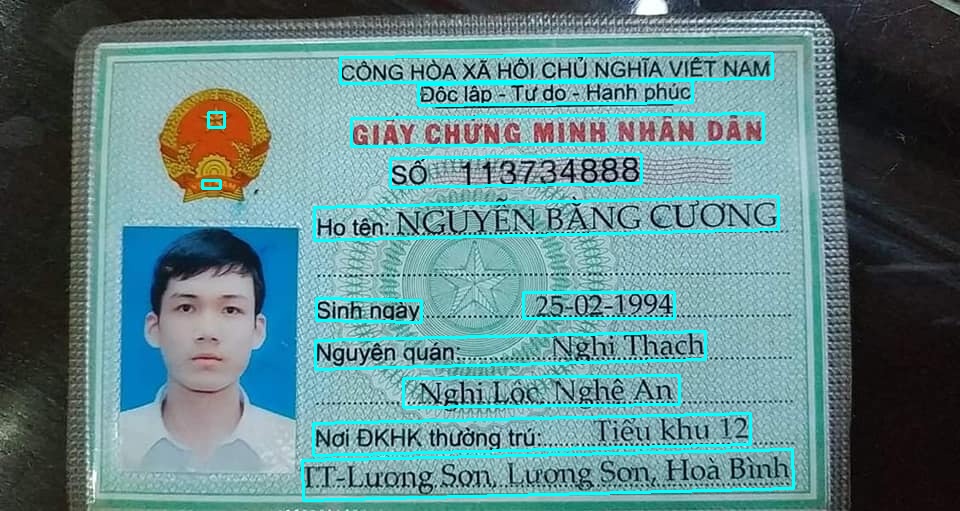 CỘNG HÒA XÃ HỘI CHỦ NGHĨA VIỆT NAM
Độc lập - Tự do - Hạnh phúc
GIẤY CHỨNG MINH NHÂN DÂN
SỐ 113734888
Họ tên: NGUYỄN BẰNG CƯƠNG
Sinh ngày 25-02-1994
Nguyên quán: Nghi Thạch
Nghi Lộc, Nghệ An
Nơi ĐKHK thường trú: Tiểu khu 12
TT-Lương Sơn, Lương Sơn, Hoà Bình